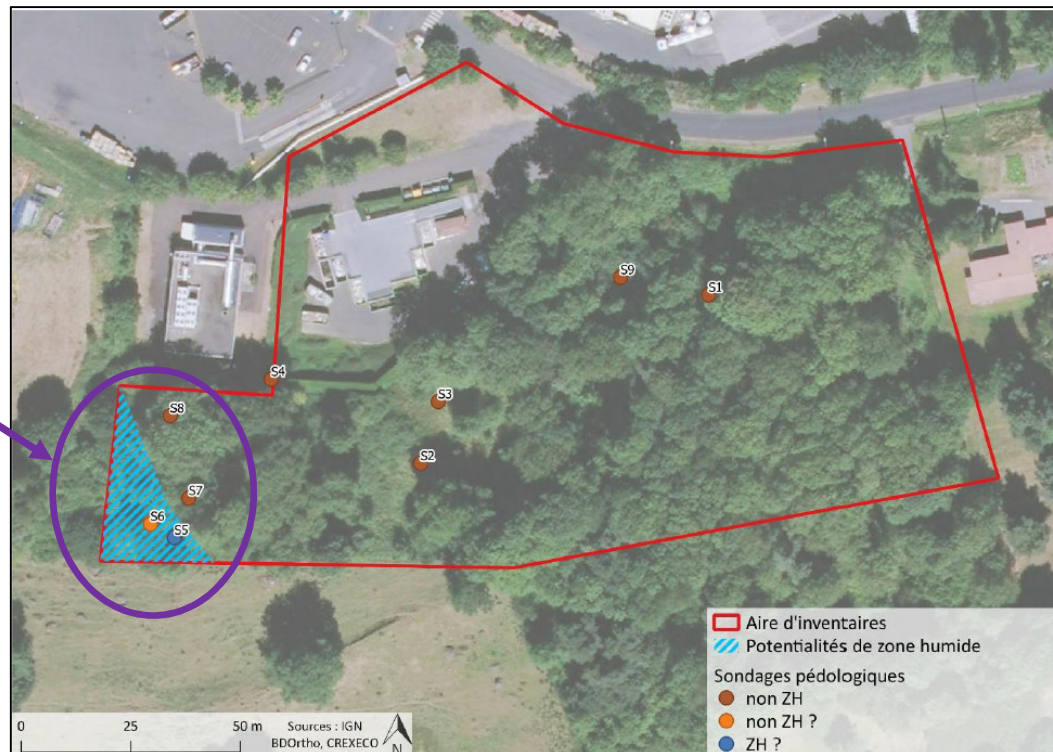 S9
S1
S4
S3
S8
S2
S7
S6
S5
Aire d'inventaires
Potentialités de zone humide
Sondages pédologiques
non ZH
non ZH ?
ZH ?
0 25 50 m
Sources : IGN
BDOrtho, CREXECO
N